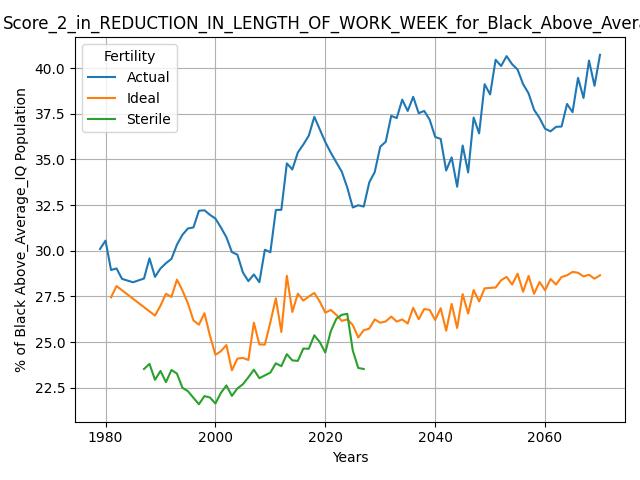 Score_2_in_REDUCTION_IN_LENGTH_OF_WORK_WEEK_for_Black_Above_Avera
Fertility
Actual
Ideal
Sterile
40.0
37.5
35.0
32.5
30.0
27.5
25.0
22.5
% of Black Above_Average_IQ Population
1980
2000
2020
2040
2060
Years